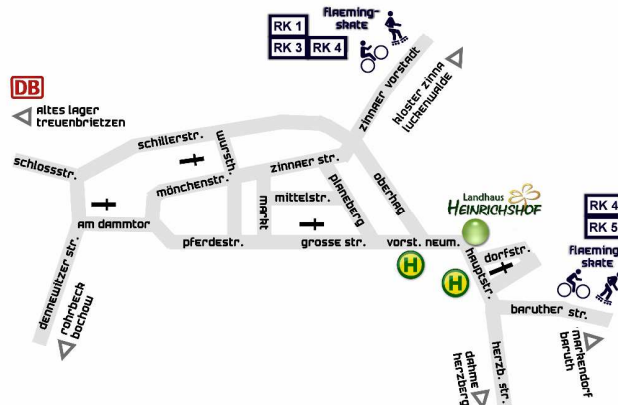 flaeming-
skate
RK 1
RK 3
RK 4
DB
altes lager
treuenbrietzen
zinnaer vorstadt
kloster zinna
luckenwalde
schillerstr.
wursth.
schlossstr.
zinnaer str.
mönchenstr.
planeberg
oberhag
mittelstr.
markt
am dammtor
pferdestr.
grosse str.
vorst. neum.
Landhaus
HEINRICHSHOF
RK 4
RK 5
flaeming-
skate
dorfstr.
hauptstr.
H
H
dennewitzer str.
rohrbeck
bochow
baruther str.
markendorf
baruth
herzb. str.
dahme
herzberg